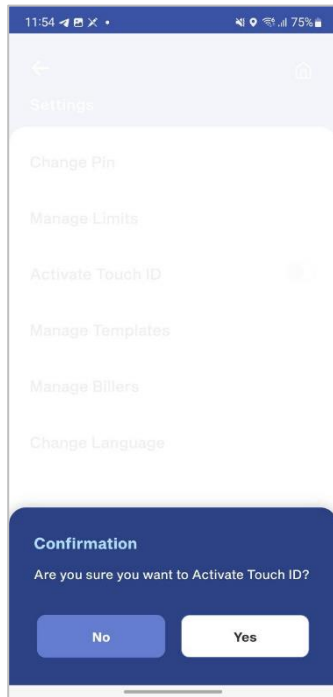 11:54
75%
Settings
Change Pin
Manage Limits
Activate Touch ID
Manage Templates
Manage Billers
Change Language
Confirmation
Are you sure you want to Activate Touch ID?
No Yes